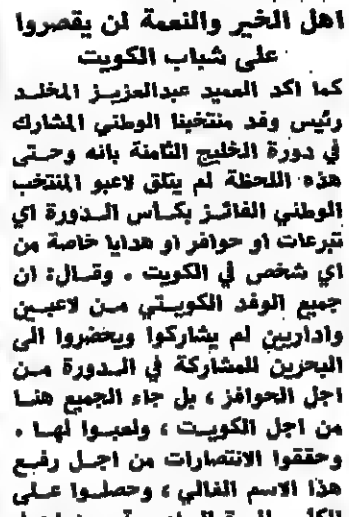 اهل الخير والنعمة لن يقصروا
على شباب الكويت
كما اكد العميد عبدالعزيز المخلد
رئيس وفد منتخبنا الوطني المشارك
في دورة الخليج الثامنة بانه وحتى
هذه اللحظة لم يتلق لاعبو المنتخب
الوطني الفائز بكأس الدورة اي
تبرعات او حوافز او هدايا خاصة من
اي شخص في الكويت . وقال: ان
جميع الوفد الكويتي من لاعبين
واداريين لم يشاركوا ويحضروا الى
البحرين للمشاركة في الدورة من
اجل الحوافز ، بل جاء الجميع هنا
من اجل الكويت ، ولعبوا لها .
وحققوا الانتصارات من اجل رفع
هذا الاسم الغالي ، وحصلوا على